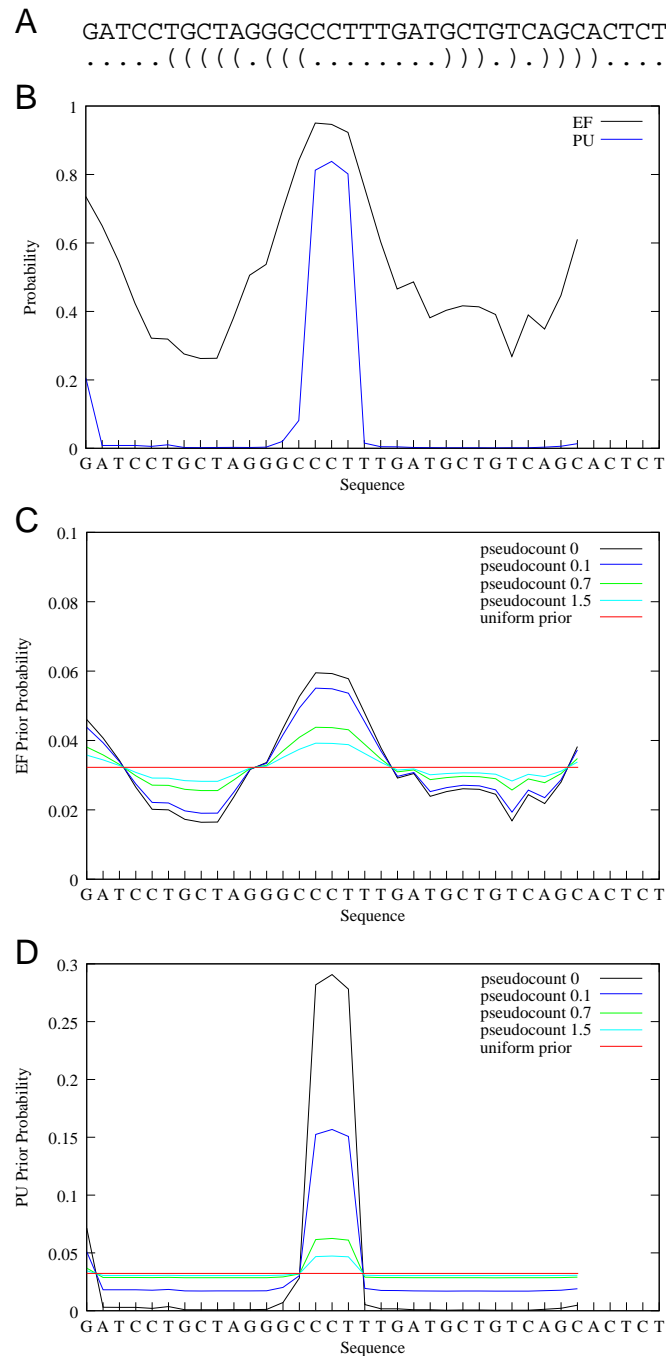 A
GATCCTGCTAGGGCCCTTTGATGCTGTCAGCACTCT
.....(((((.(((........))).).))))....
B
1
0.8
0.6
0.4
0.2
0
Probability
EF
PU
G A T C C T G C T A G G G C C C T T T G A T G C T G T C A G C A C T C T
Sequence
C
0.1
0.08
0.06
0.04
0.02
0
EF Prior Probability
pseudocount 0
pseudocount 0.1
pseudocount 0.7
pseudocount 1.5
uniform prior
G A T C C T G C T A G G G C C C T T T G A T G C T G T C A G C A C T C T
Sequence
D
0.3
0.25
0.2
0.15
0.1
0.05
0
PU Prior Probability
pseudocount 0
pseudocount 0.1
pseudocount 0.7
pseudocount 1.5
uniform prior
G A T C C T G C T A G G G C C C T T T G A T G C T G T C A G C A C T C T
Sequence